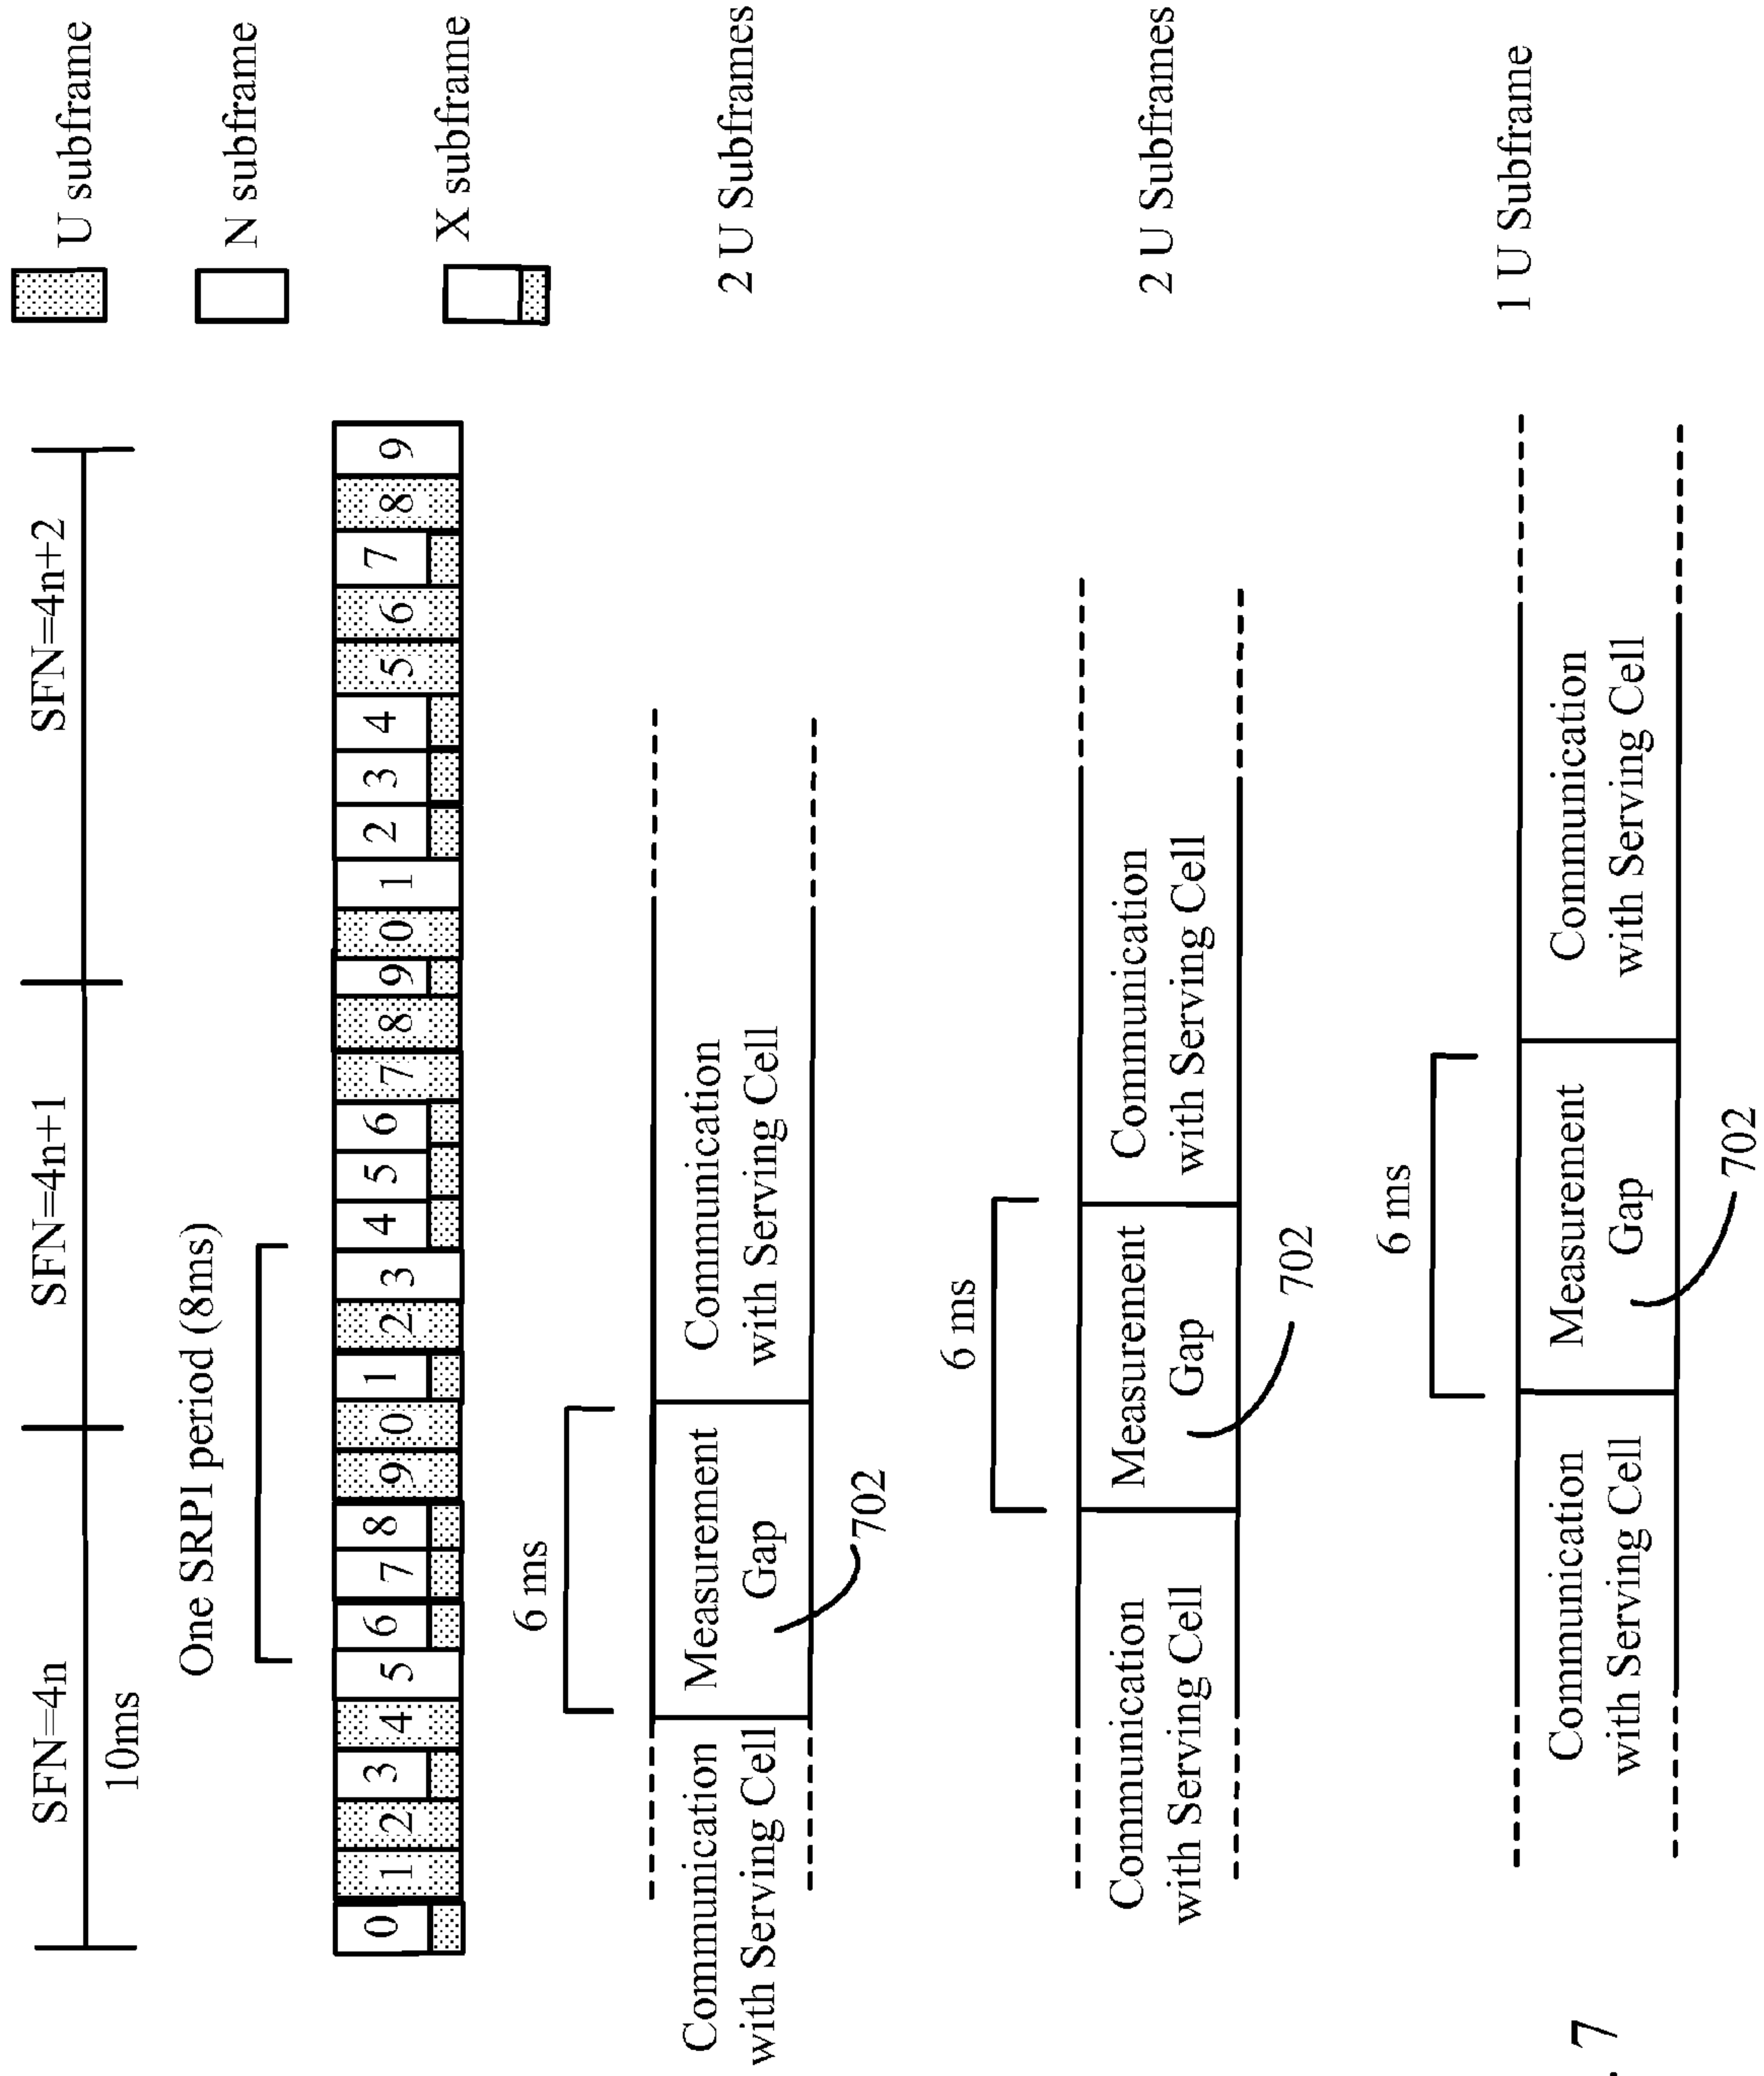 SFN=4n
SFN=4n+1
SFN=4n+2
10ms
U subframe
N subframe
X subframe
One SRPI period (8ms)
0 1 2 3 4 5 6 7 8 9 0 1 2 3 4 5 6 7 8 9 0 1 2 3 4 5 6 7 8 9
6 ms
Communication
with Serving Cell
Measurement
Gap
Communication
with Serving Cell
2 U Subframes
702
6 ms
Communication
with Serving Cell
Measurement
Gap
Communication
with Serving Cell
2 U Subframes
702
6 ms
Communication
with Serving Cell
Measurement
Gap
Communication
with Serving Cell
1 U Subframe
702
. 7